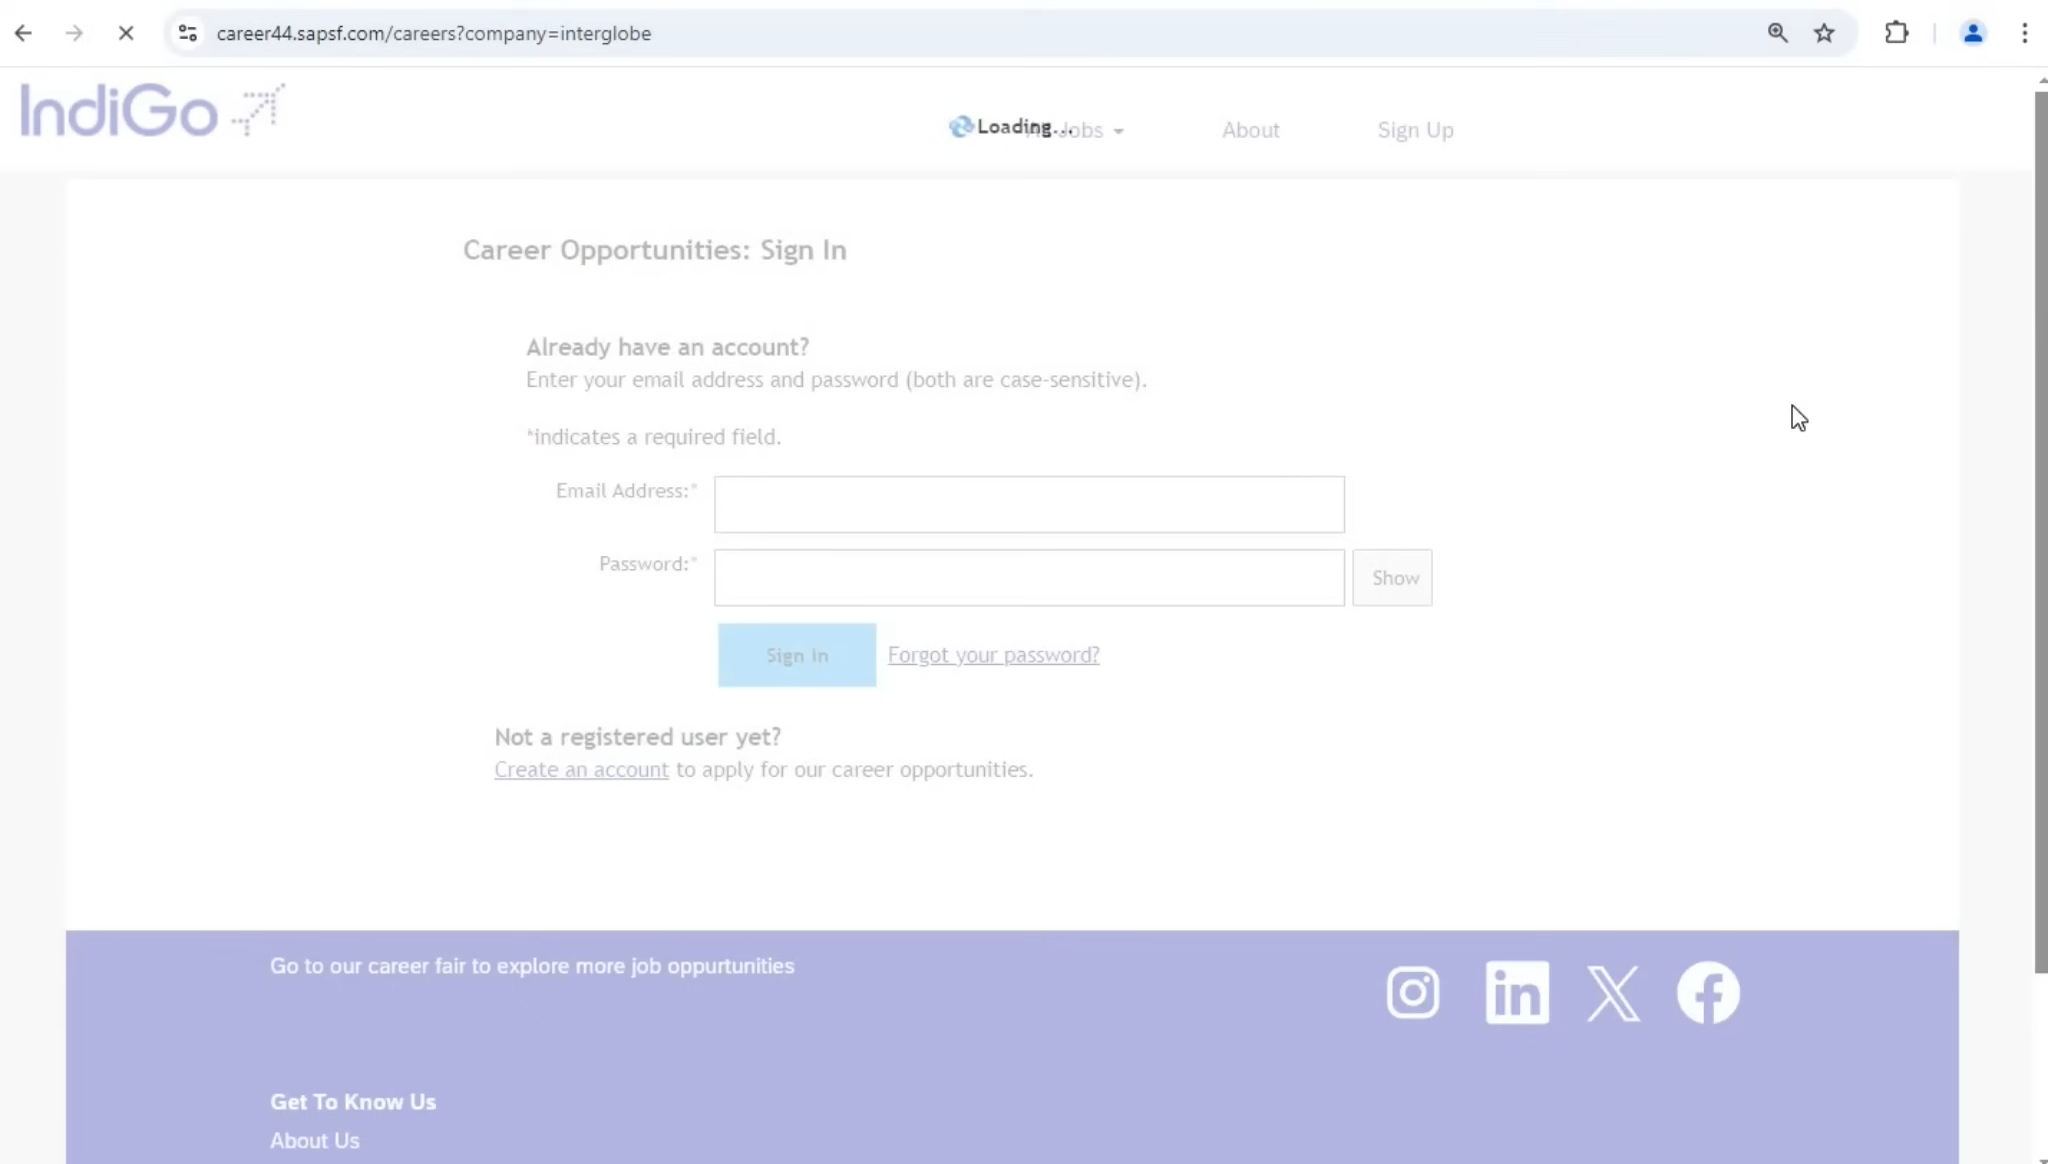 career44.sapsf.com/careers?company=interglobe
IndiGo
Loading... Jobs
About
Sign Up
Career Opportunities: Sign In
Already have an account?
Enter your email address and password (both are case-sensitive).
*indicates a required field.
Email Address:*
Password:*
Show
Sign In
Forgot your password?
Not a registered user yet?
Create an account to apply for our career opportunities.
Go to our career fair to explore more job oppurtunities
in
Get To Know Us
About Us